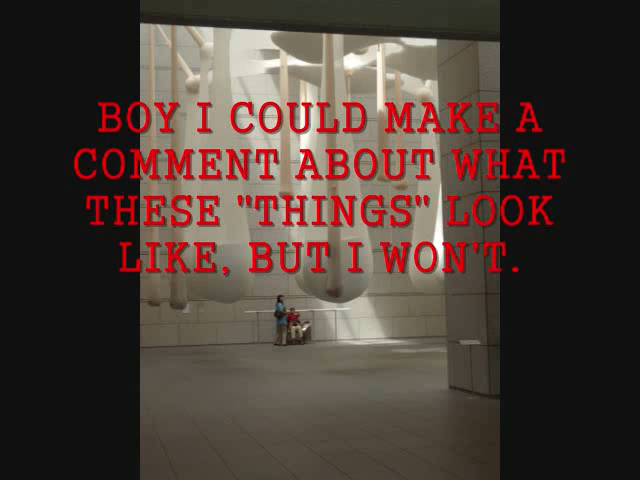 BOY I COULD MAKE A
COMMENT ABOUT WHAT
THESE "THINGS" LOOK
LIKE, BUT I WON'T.